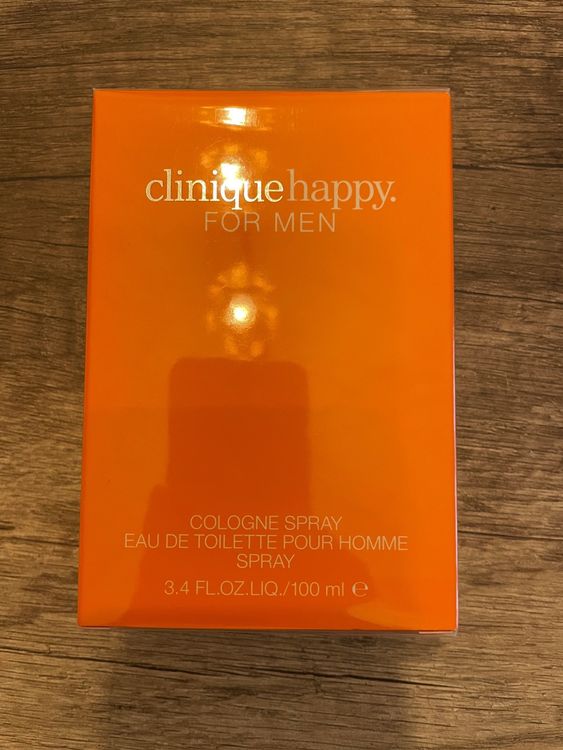 clinique happy.
FOR MEN
COLOGNE SPRAY
EAU DE TOILETTE POUR HOMME
SPRAY
3.4 FL.OZ.LIQ./100 ml ℮